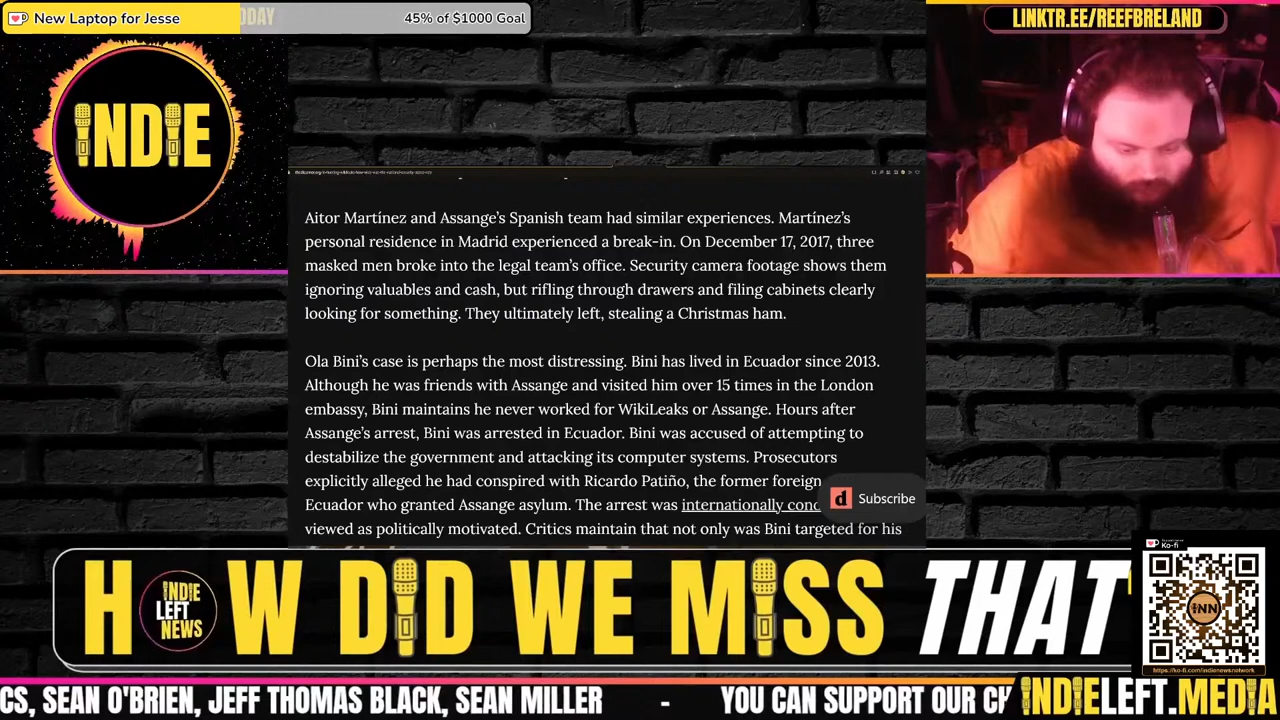 New Laptop for Jesse
ODAY
45% of $1000 Goal
LINKTR.EE/REEFBRELAND
INDIE
Aitor Martínez and Assange’s Spanish team had similar experiences. Martínez’s
personal residence in Madrid experienced a break-in. On December 17, 2017, three
masked men broke into the legal team’s office. Security camera footage shows them
ignoring valuables and cash, but rifling through drawers and filing cabinets clearly
looking for something. They ultimately left, stealing a Christmas ham.
Ola Bini’s case is perhaps the most distressing. Bini has lived in Ecuador since 2013.
Although he was friends with Assange and visited him over 15 times in the London
embassy, Bini maintains he never worked for WikiLeaks or Assange. Hours after
Assange’s arrest, Bini was arrested in Ecuador. Bini was accused of attempting to
destabilize the government and attacking its computer systems. Prosecutors
explicitly alleged he had conspired with Ricardo Patiño, the former foreign
Ecuador who granted Assange asylum. The arrest was internationally conc
viewed as politically motivated. Critics maintain that not only was Bini targeted for his
d Subscribe
HOW DID WE MISS THAT
INDIE
LEFT
NEWS
Ko-fi
INN
https://ko-fi.com/indienewsnetwork
CS, SEAN O'BRIEN, JEFF THOMAS BLACK, SEAN MILLER - YOU CAN SUPPORT OUR CH
INDIELEFT.MEDIA